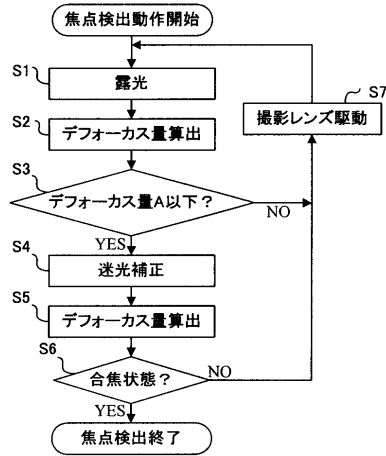 焦点検出動作開始
S1
露光
S2
デフォーカス量算出
S3
デフォーカス量A以下?
NO
YES
S4
迷光補正
S5
デフォーカス量算出
S6
合焦状態?
NO
YES
焦点検出終了
S7
撮影レンズ駆動